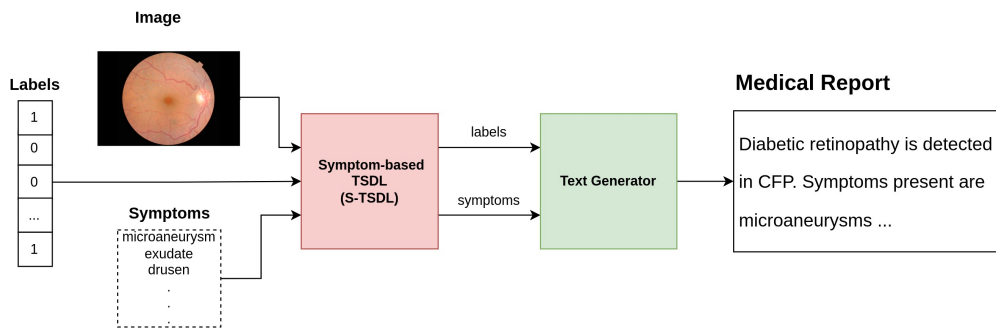 Image
Labels
1
0
0
...
1
Symptoms
microaneurysm
exudate
drusen
.
.
.
Symptom-based
TSDL
(S-TSDL)
labels
symptoms
Text Generator
Medical Report
Diabetic retinopathy is detected
in CFP. Symptoms present are
microaneurysms ...